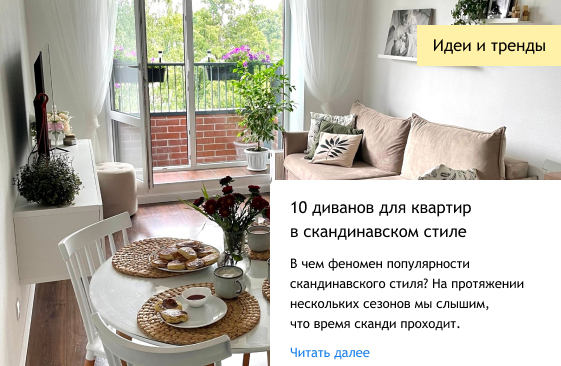 Идеи и тренды
10 диванов для квартир
в скандинавском стиле
В чем феномен популярности
скандинавского стиля? На протяжении
нескольких сезонов мы слышим,
что время сканди проходит.
Читать далее